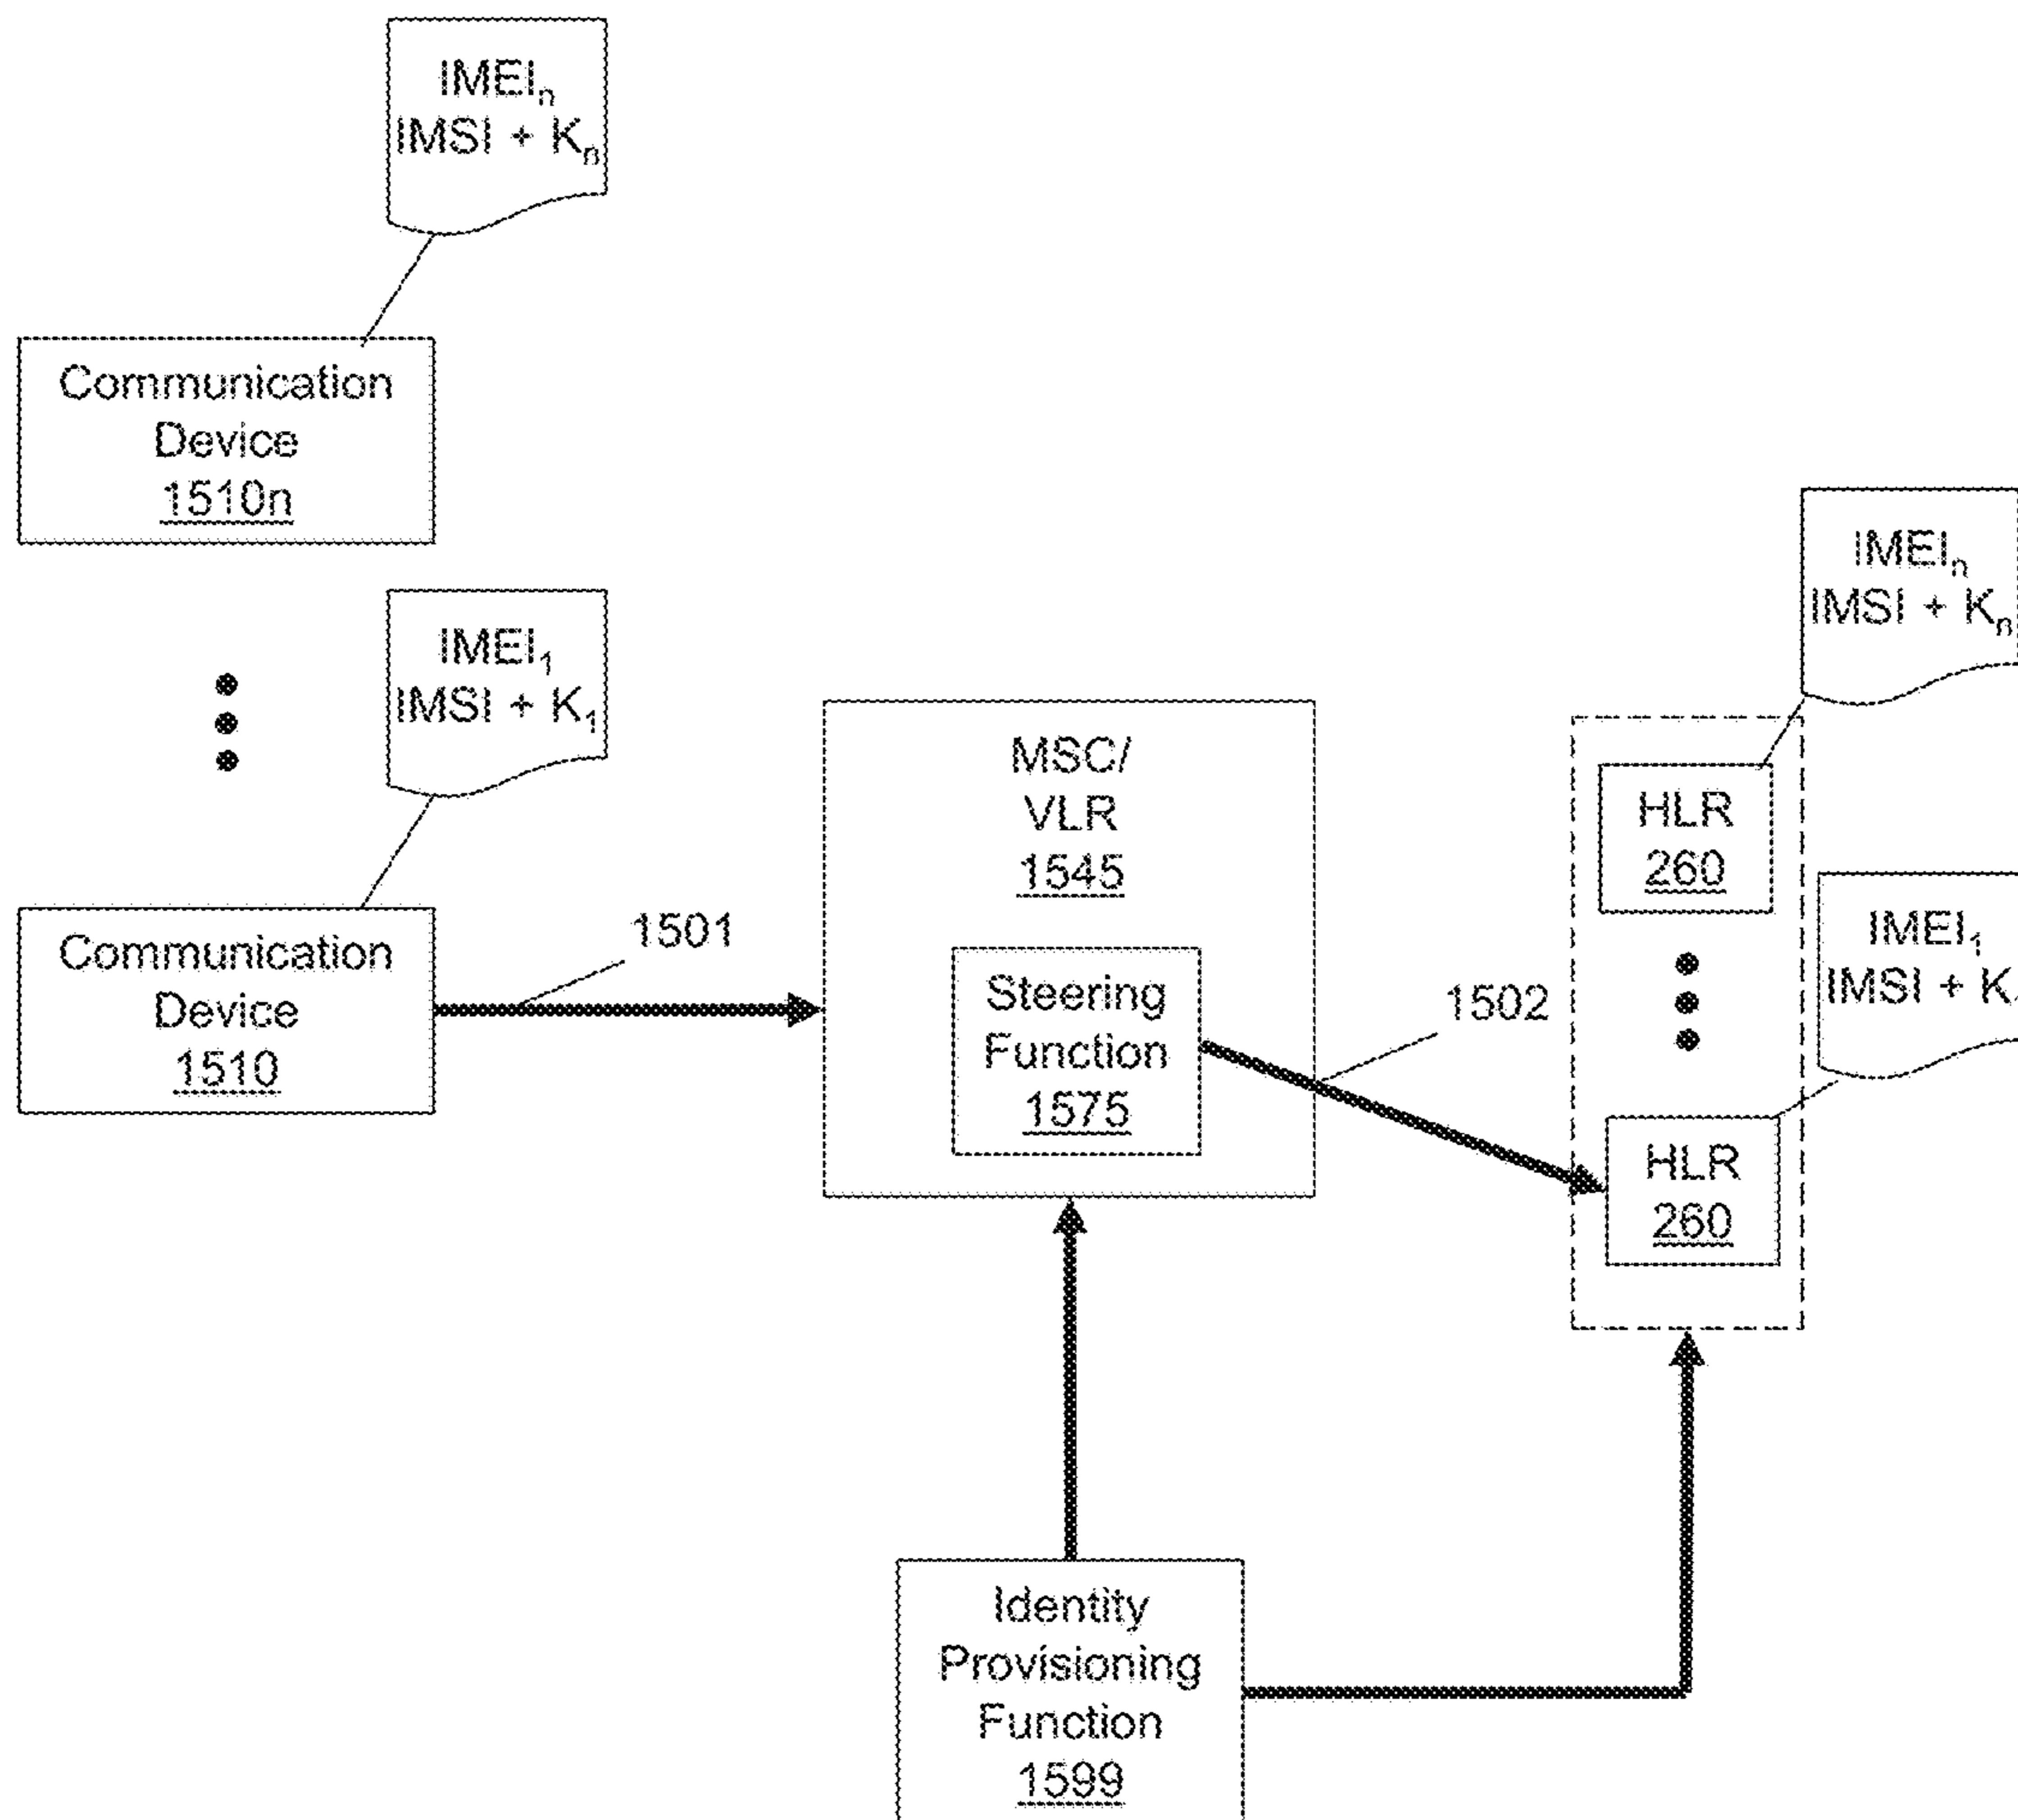 IMEIₙ
IMSI + Kₙ
Communication
Device
1510n
IMEI₁
IMSI + K₁
Communication
Device
1510
1501
MSC/
VLR
1545
Steering
Function
1575
1502
IMEIₙ
IMSI + Kₙ
HLR
260
IMEI₁
IMSI + K
HLR
260
Identity
Provisioning
Function
1599